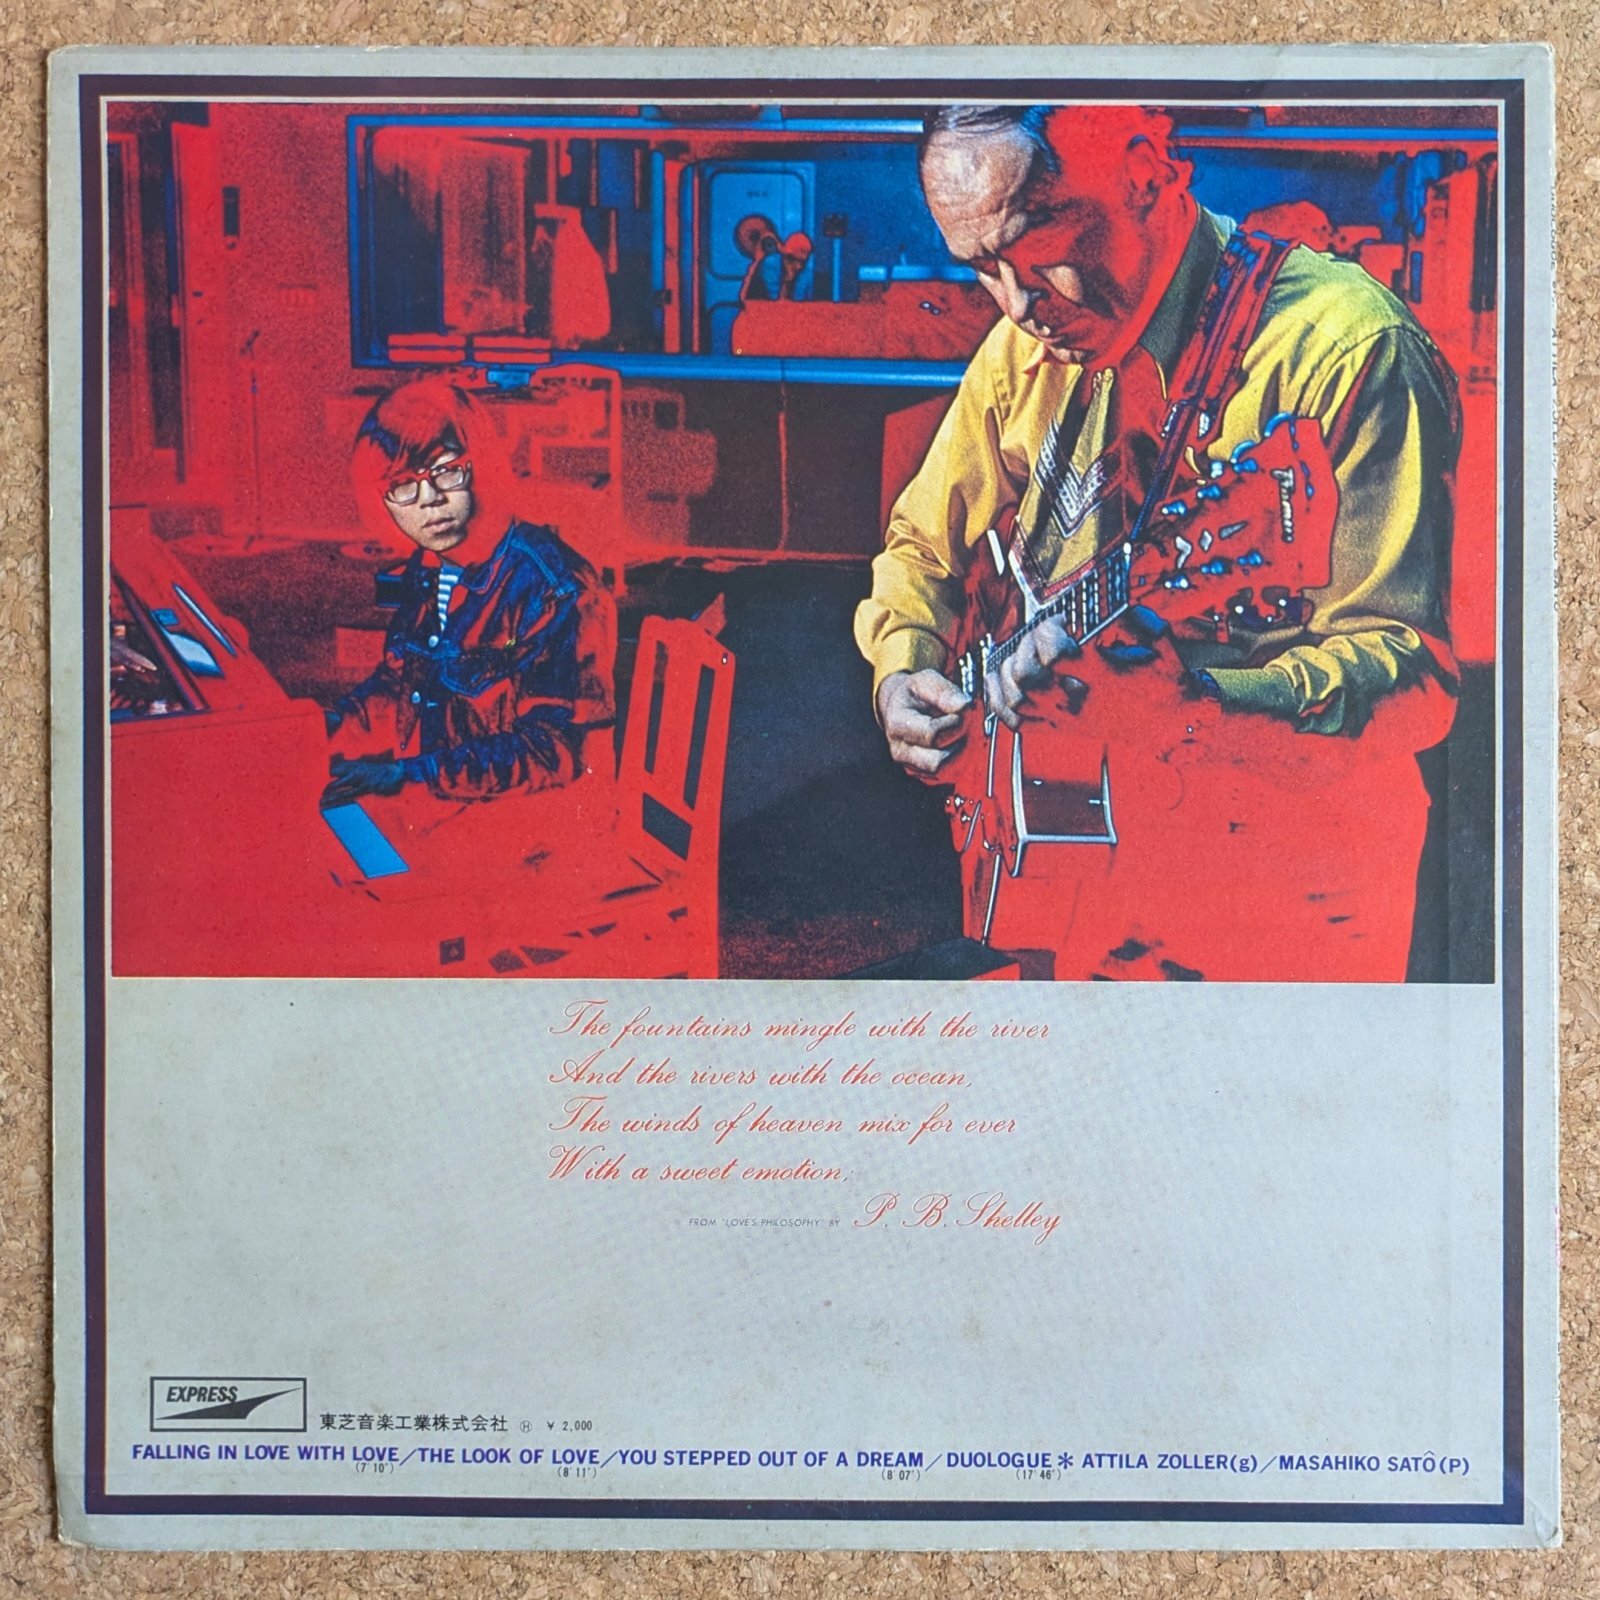 The fountains mingle with the river
And the rivers with the ocean,
The winds of heaven mix for ever
With a sweet emotion;
FROM "LOVE'S PHILOSOPHY" BY P. B. Shelley
EXPRESS
東芝音楽工業株式会社 Ⓗ ¥ 2,000
FALLING IN LOVE WITH LOVE/THE LOOK OF LOVE/YOU STEPPED OUT OF A DREAM/DUOLOGUE＊ATTILA ZOLLER(g)/MASAHIKO SATÔ(P)
(7'10") (8'11") (8'07") (17'46")